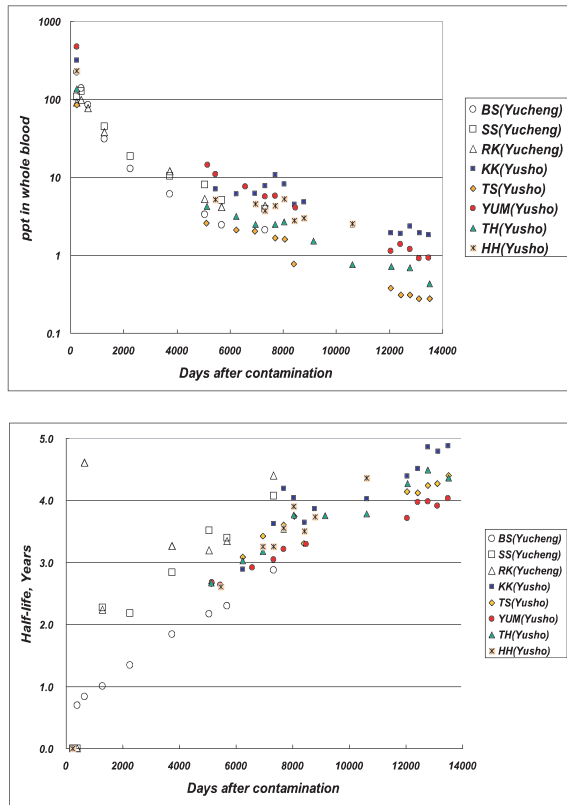 1000
100
10
1
0.1
ppt in whole blood
0 2000 4000 6000 8000 10000 12000 14000
Days after contamination
BS(Yucheng)
SS(Yucheng)
RK(Yucheng)
KK(Yusho)
TS(Yusho)
YUM(Yusho)
TH(Yusho)
HH(Yusho)
5.0
4.0
3.0
2.0
1.0
0.0
Half-life, Years
0 2000 4000 6000 8000 10000 12000 14000
Days after contamination
BS(Yucheng)
SS(Yucheng)
RK(Yucheng)
KK(Yusho)
TS(Yusho)
YUM(Yusho)
TH(Yusho)
HH(Yusho)